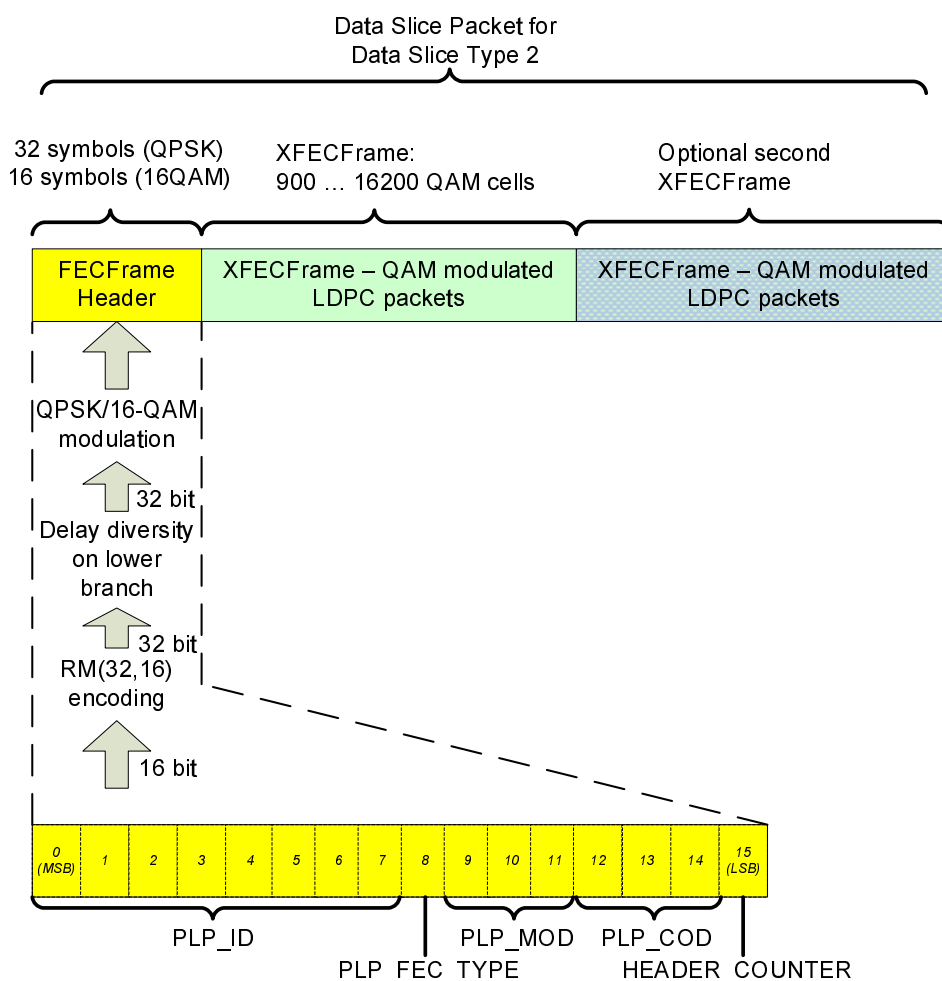 Data Slice Packet for
Data Slice Type 2
32 symbols (QPSK)
16 symbols (16QAM)
XFECFrame:
900 … 16200 QAM cells
Optional second
XFECFrame
FECFrame
Header
XFECFrame – QAM modulated
LDPC packets
XFECFrame – QAM modulated
LDPC packets
QPSK/16-QAM
modulation
32 bit
Delay diversity
on lower
branch
32 bit
RM(32,16)
encoding
16 bit
0
(MSB)
1
2
3
4
5
6
7
8
9
10
11
12
13
14
15
(LSB)
PLP_ID
PLP_MOD
PLP_COD
PLP FEC TYPE
HEADER COUNTER